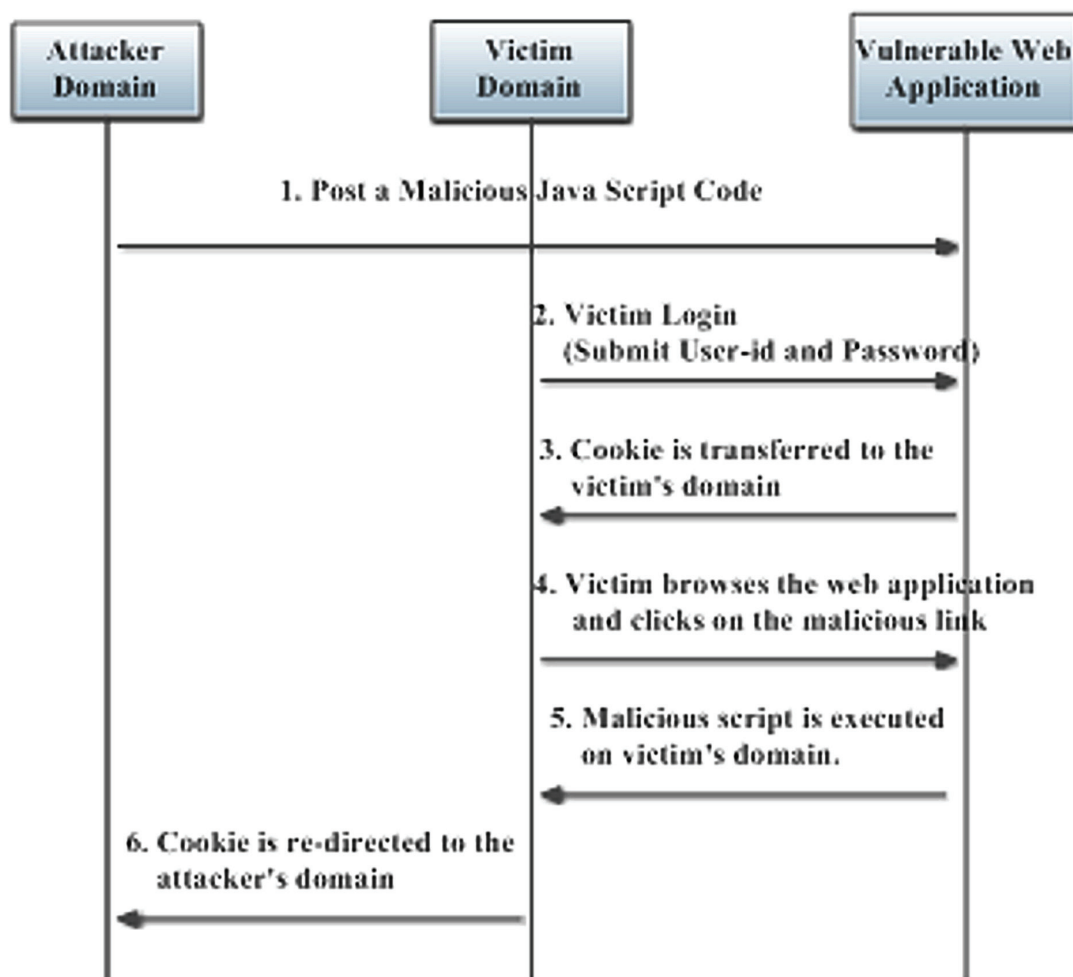 Attacker
Domain
Victim
Domain
Vulnerable Web
Application
1. Post a Malicious Java Script Code
2. Victim Login
(Submit User-id and Password)
3. Cookie is transferred to the
victim's domain
4. Victim browses the web application
and clicks on the malicious link
5. Malicious script is executed
on victim's domain.
6. Cookie is re-directed to the
attacker's domain